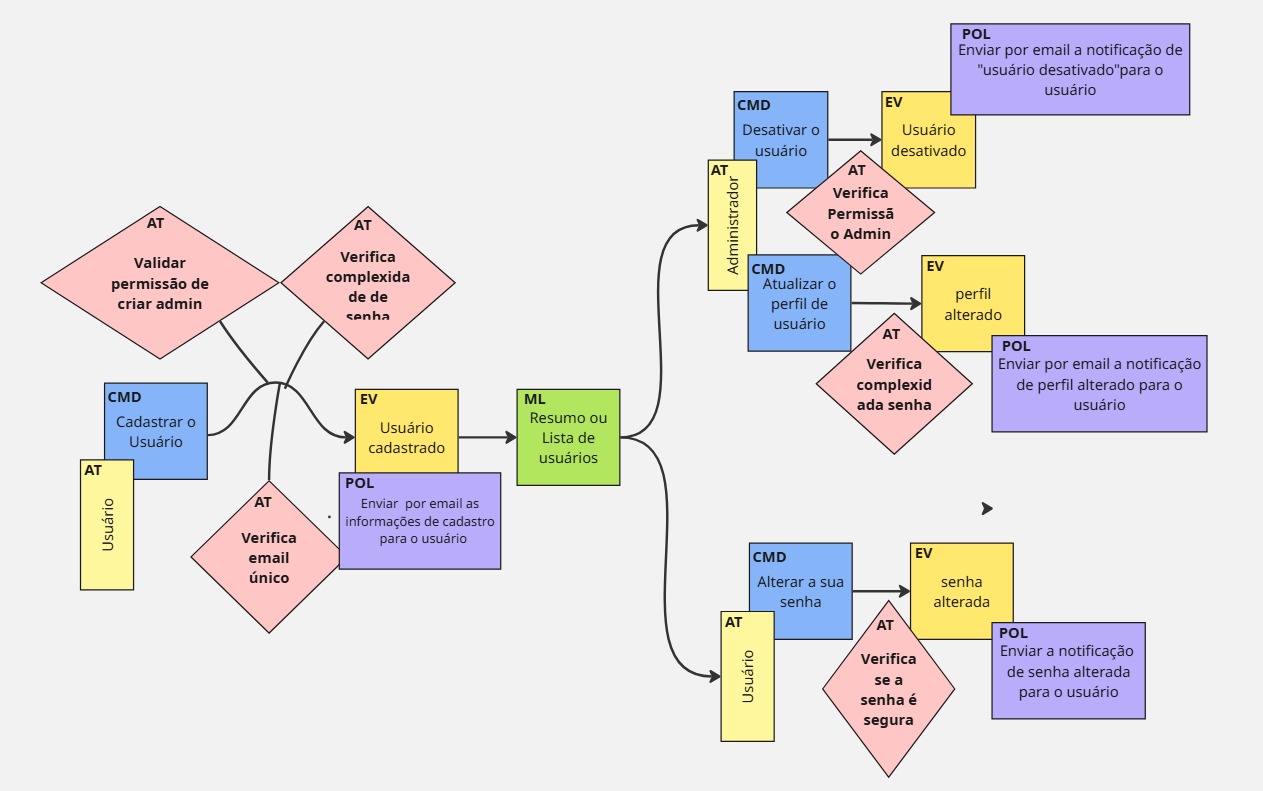 POL
Enviar por email a notificação de
"usuário desativado"para o
usuário
CMD
Desativar o
usuário
EV
Usuário
desativado
AT
Administrador
AT
Verifica
Permissã
o Admin
AT
Validar
permissão de
criar admin
AT
Verifica
complexida
de de
senha
CMD
Atualizar o
perfil de
usuário
EV
perfil
alterado
AT
Verifica
complexid
ada senha
POL
Enviar por email a notificação
de perfil alterado para o
usuário
CMD
Cadastrar o
Usuário
AT
Usuário
EV
Usuário
cadastrado
ML
Resumo ou
Lista de
usuários
AT
Verifica
email
único
POL
Enviar  por email as
informações de cadastro
para o usuário
CMD
Alterar a sua
senha
EV
senha
alterada
AT
Usuário
AT
Verifica
se a
senha é
segura
POL
Enviar a notificação
de senha alterada
para o usuário